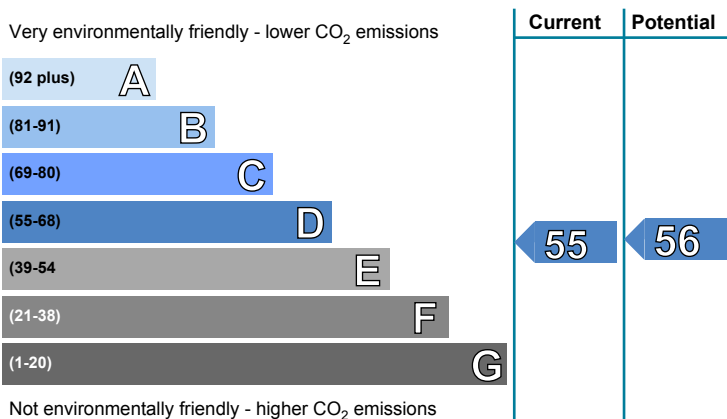 Very environmentally friendly - lower CO₂ emissions
Current
Potential
(92 plus) A
(81-91) B
(69-80) C
(55-68) D
(39-54 E
(21-38) F
(1-20) G
55
56
Not environmentally friendly - higher CO₂ emissions